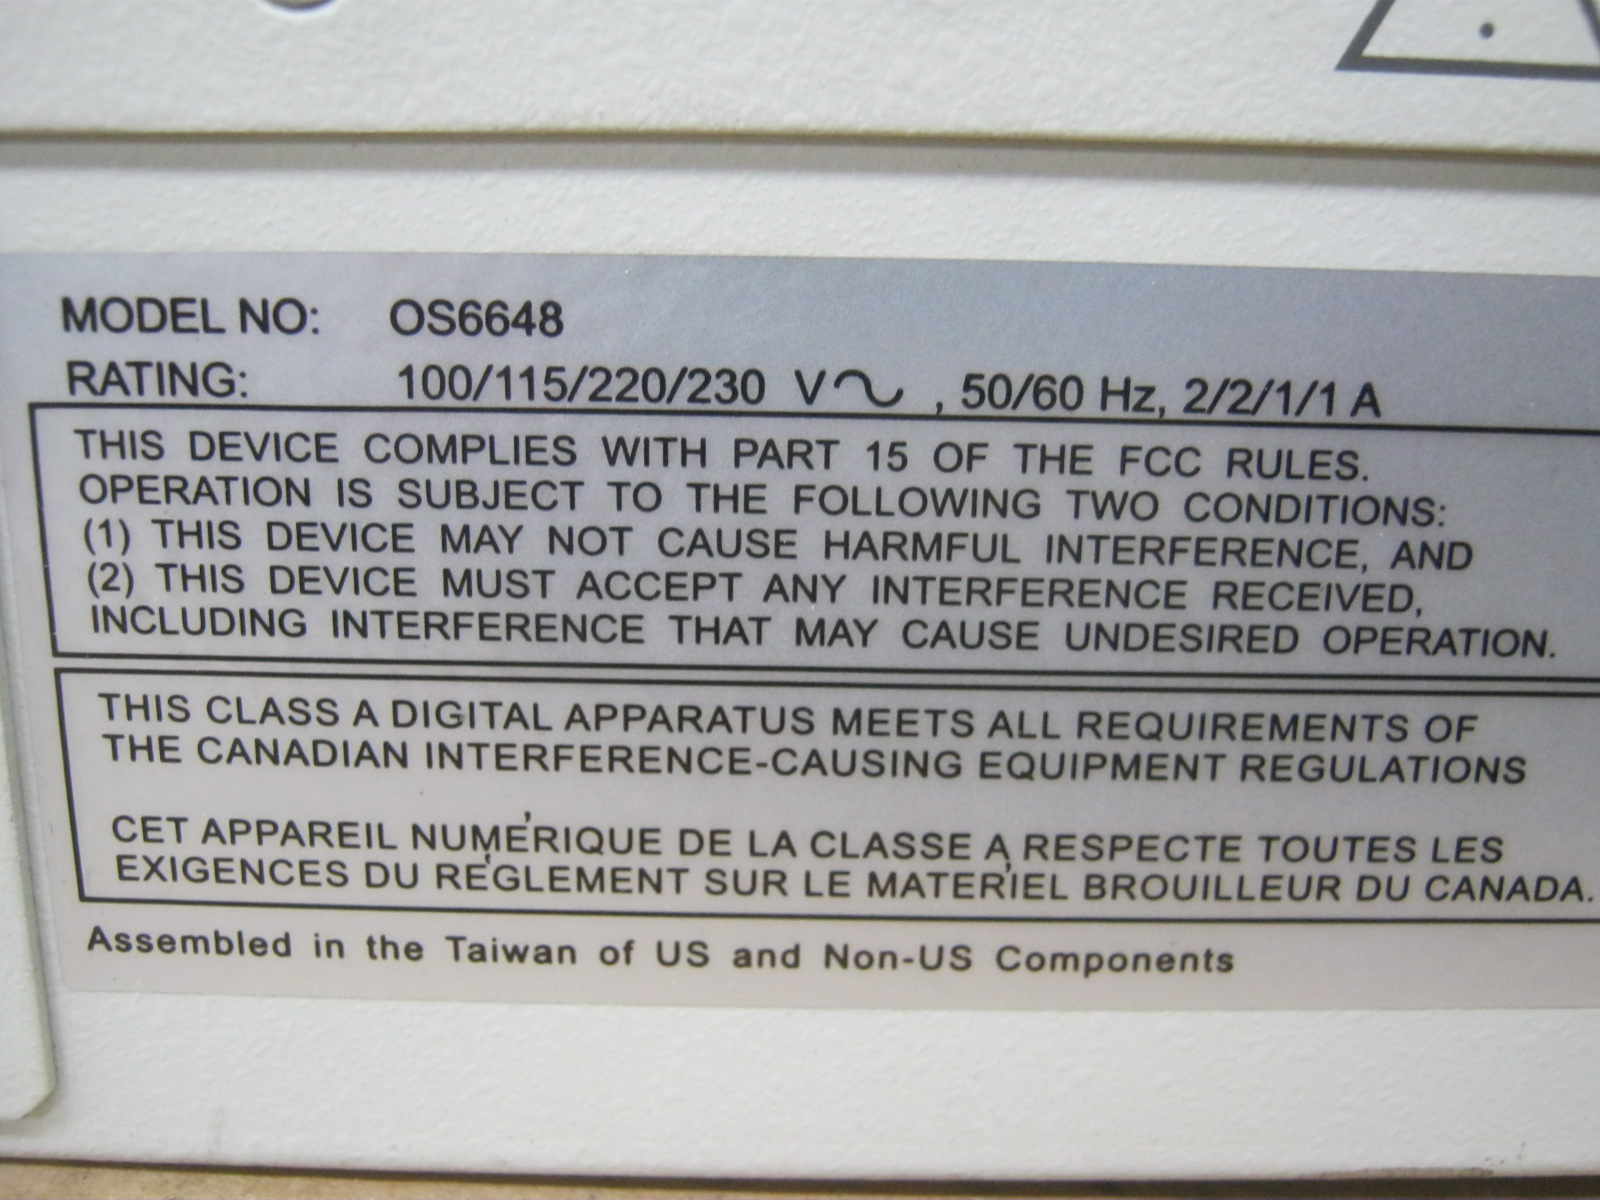 MODEL NO: OS6648
RATING: 100/115/220/230 V∿ , 50/60 Hz, 2/2/1/1 A
THIS DEVICE COMPLIES WITH PART 15 OF THE FCC RULES.
OPERATION IS SUBJECT TO THE FOLLOWING TWO CONDITIONS:
(1) THIS DEVICE MAY NOT CAUSE HARMFUL INTERFERENCE, AND
(2) THIS DEVICE MUST ACCEPT ANY INTERFERENCE RECEIVED,
INCLUDING INTERFERENCE THAT MAY CAUSE UNDESIRED OPERATION.
THIS CLASS A DIGITAL APPARATUS MEETS ALL REQUIREMENTS OF
THE CANADIAN INTERFERENCE-CAUSING EQUIPMENT REGULATIONS
CET APPAREIL NUMÉRIQUE DE LA CLASSE A RESPECTE TOUTES LES
EXIGENCES DU RÉGLEMENT SUR LE MATÉRIEL BROUILLEUR DU CANADA.
Assembled in the Taiwan of US and Non-US Components